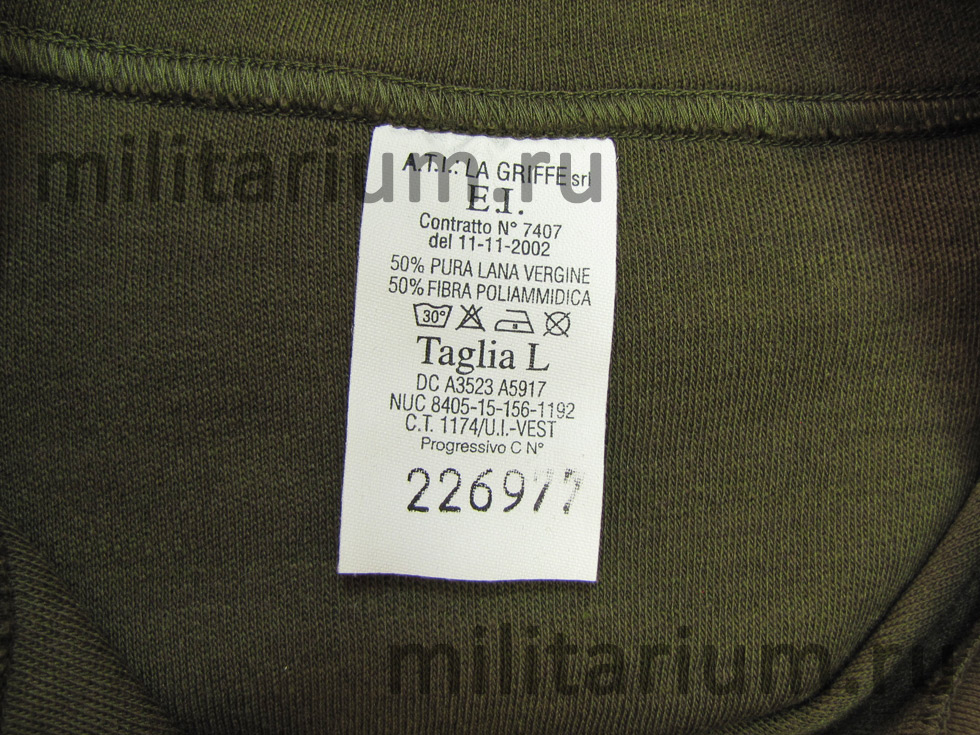 militarium.ru
A.T.I.: LA GRIFFE srl
E.I.
Contratto N° 7407
del 11-11-2002
50% PURA LANA VERGINE
50% FIBRA POLIAMMIDICA
30°
Taglia L
DC A3523 A5917
NUC 8405-15-156-1192
C.T. 1174/U.I.-VEST
Progressivo C N°
226977
militarium.ru